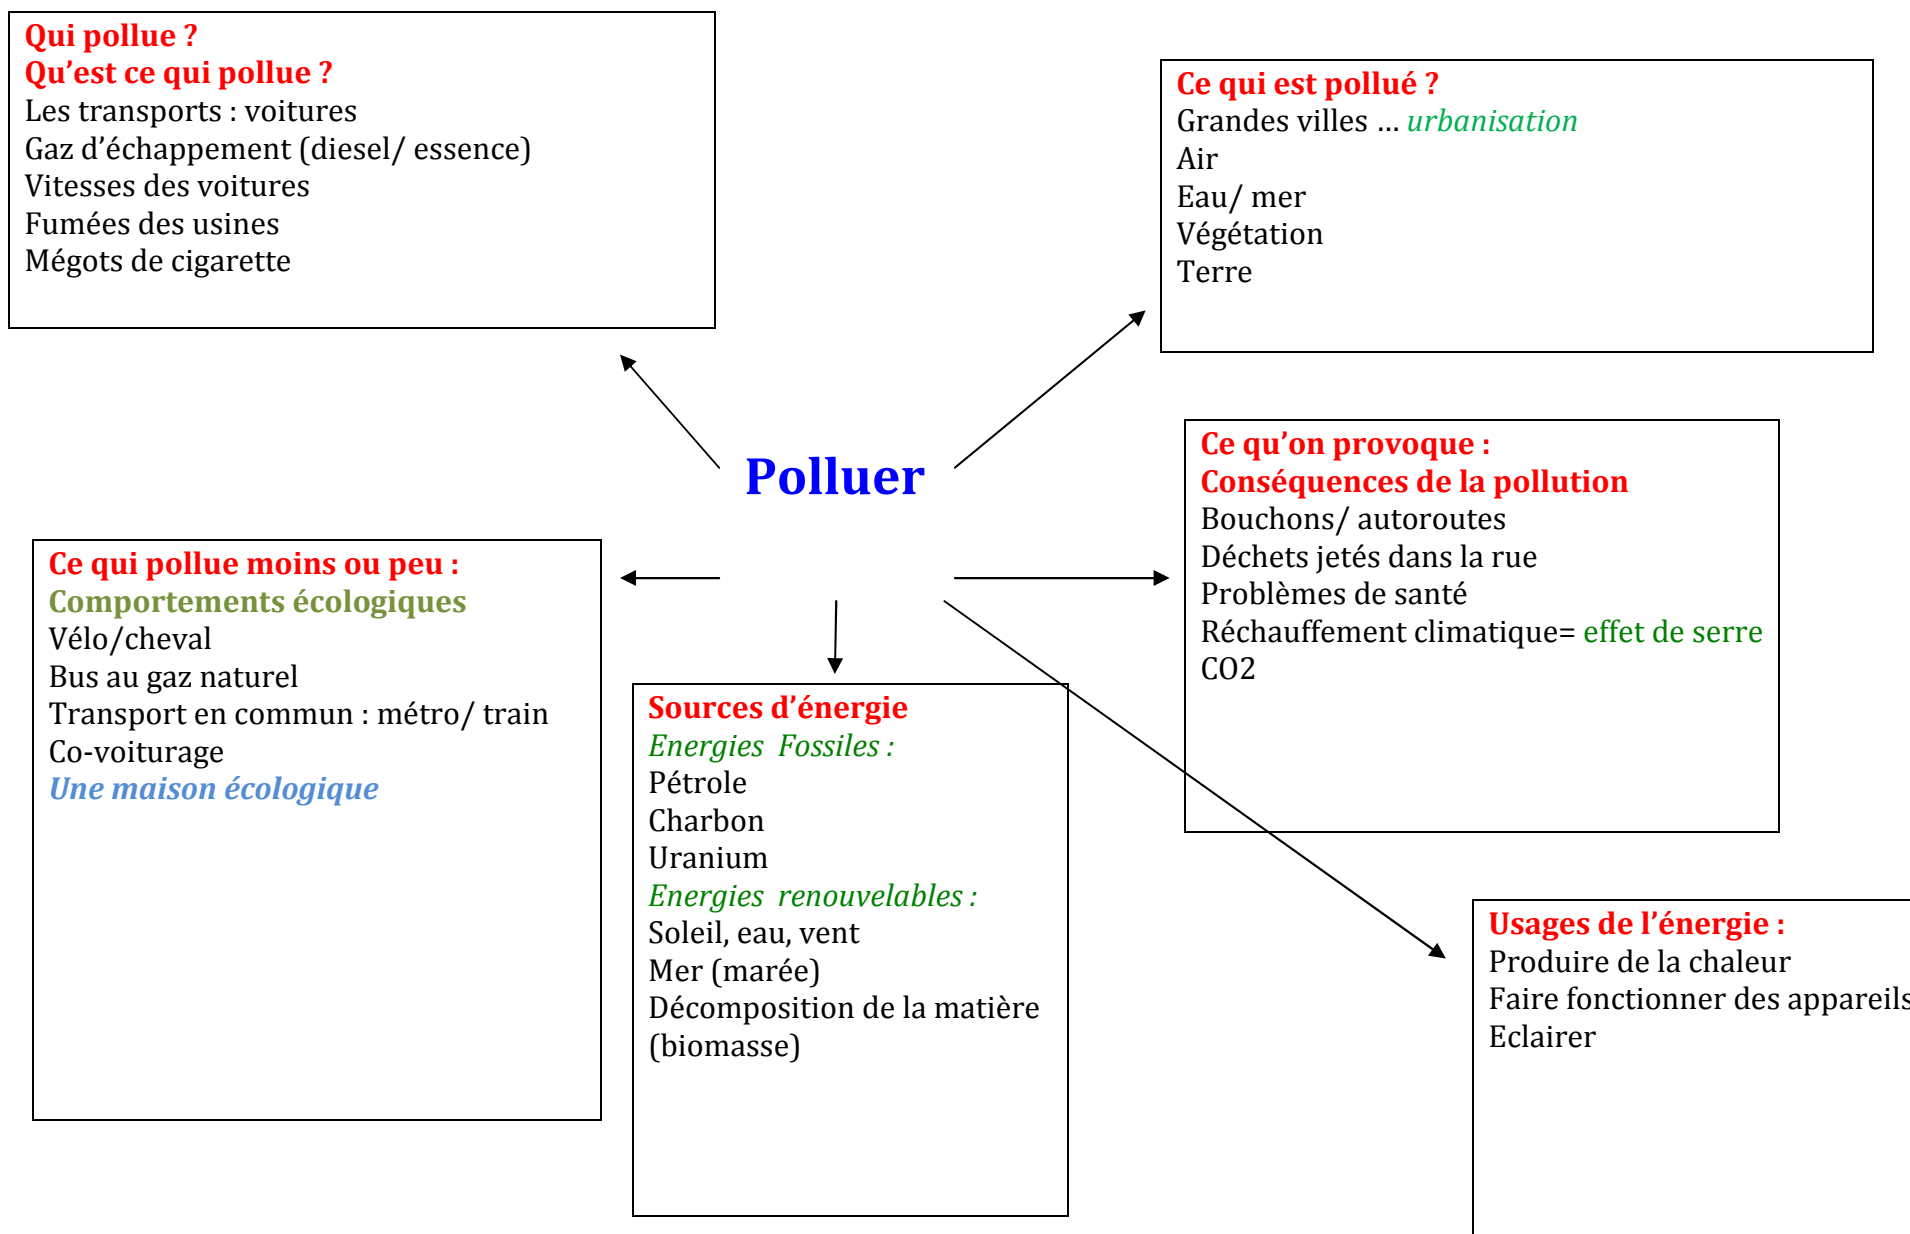 Qui pollue ?
Qu’est ce qui pollue ?
Les transports : voitures
Gaz d’échappement (diesel/ essence)
Vitesses des voitures
Fumées des usines
Mégots de cigarette
Ce qui est pollué ?
Grandes villes … urbanisation
Air
Eau/ mer
Végétation
Terre
Polluer
Ce qu’on provoque :
Conséquences de la pollution
Bouchons/ autoroutes
Déchets jetés dans la rue
Problèmes de santé
Réchauffement climatique= effet de serre
CO2
Ce qui pollue moins ou peu :
Comportements écologiques
Vélo/cheval
Bus au gaz naturel
Transport en commun : métro/ train
Co-voiturage
Une maison écologique
Sources d’énergie
Energies Fossiles :
Pétrole
Charbon
Uranium
Energies renouvelables :
Soleil, eau, vent
Mer (marée)
Décomposition de la matière
(biomasse)
Usages de l’énergie :
Produire de la chaleur
Faire fonctionner des appareils
Eclairer